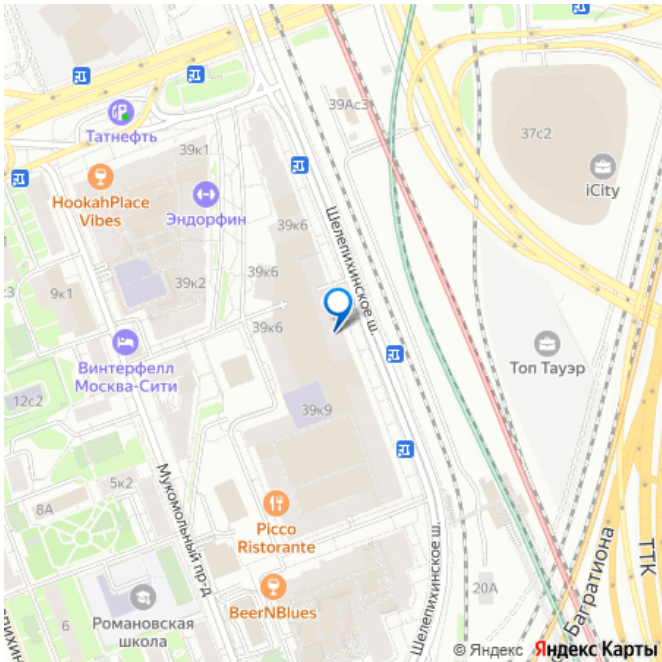 39Ас3
Татнефть
37с2
39к1
iCity
HookahPlace
Vibes
Эндорфин
39к6
Шелепихинское ш.
39к6
39к2
9к1
39к6
Топ Тауэр
Винтерфелл
Москва-Сити
12с2
39к9
5к2
8А
Мукомольный пр-д
Picco
Ristorante
Багратиона
ТТК
20А
Романовская
школа
6
BeerNBlues
Шелепихинское ш.
© Яндекс Яндекс Карты